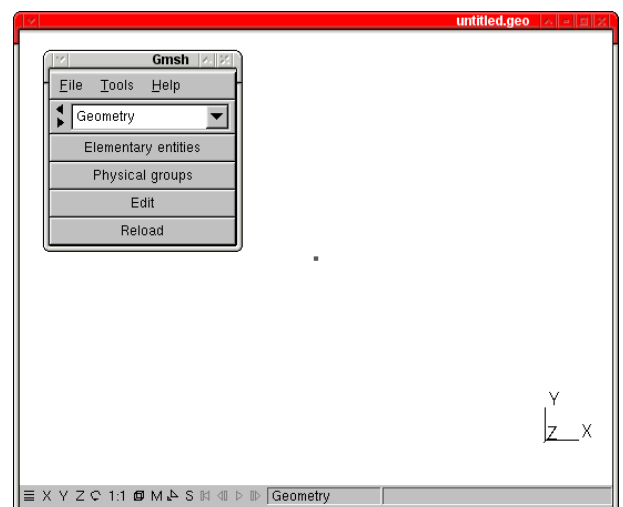 untitled.geo
Gmsh
File Tools Help
Geometry
Elementary entities
Physical groups
Edit
Reload
Y
Z X
X Y Z 1:1 M S Geometry